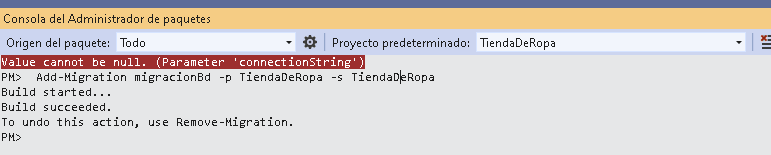 Consola del Administrador de paquetes
Origen del paquete: Todo Proyecto predeterminado: TiendaDeRopa
Value cannot be null. (Parameter 'connectionString')
PM>  Add-Migration migracionBd -p TiendaDeRopa -s TiendaDeRopa
Build started...
Build succeeded.
To undo this action, use Remove-Migration.
PM>